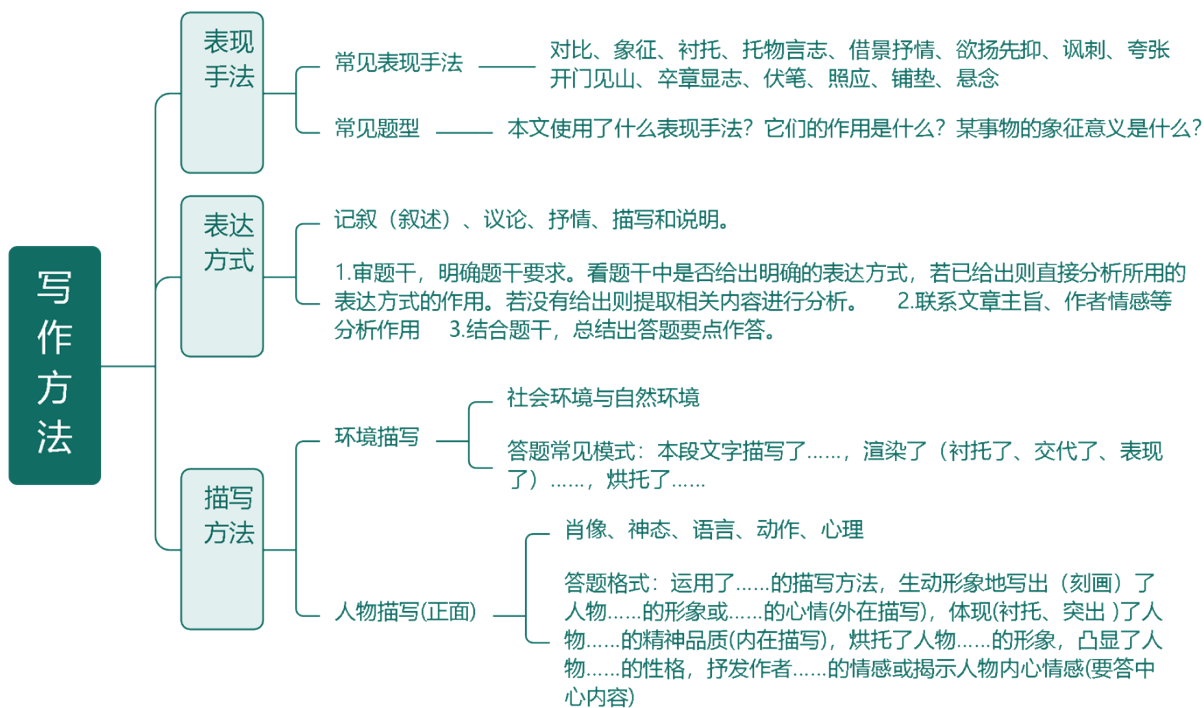 写作方法
表现
手法
常见表现手法
对比、象征、衬托、托物言志、借景抒情、欲扬先抑、讽刺、夸张
开门见山、卒章显志、伏笔、照应、铺垫、悬念
常见题型
本文使用了什么表现手法？它们的作用是什么？某事物的象征意义是什么？
表达
方式
记叙（叙述）、议论、抒情、描写和说明。
1.审题干，明确题干要求。看题干中是否给出明确的表达方式，若已给出则直接分析所用的
表达方式的作用。若没有给出则提取相关内容进行分析。 2.联系文章主旨、作者情感等
分析作用 3.结合题干，总结出答题要点作答。
描写
方法
环境描写
社会环境与自然环境
答题常见模式：本段文字描写了……，渲染了（衬托了、交代了、表现
了）……，烘托了……
人物描写(正面)
肖像、神态、语言、动作、心理
答题格式：运用了……的描写方法，生动形象地写出（刻画）了
人物……的形象或……的心情(外在描写)，体现(衬托、突出 )了人
物……的精神品质(内在描写)，烘托了人物……的形象，凸显了人
物……的性格，抒发作者……的情感或揭示人物内心情感(要答中
心内容)